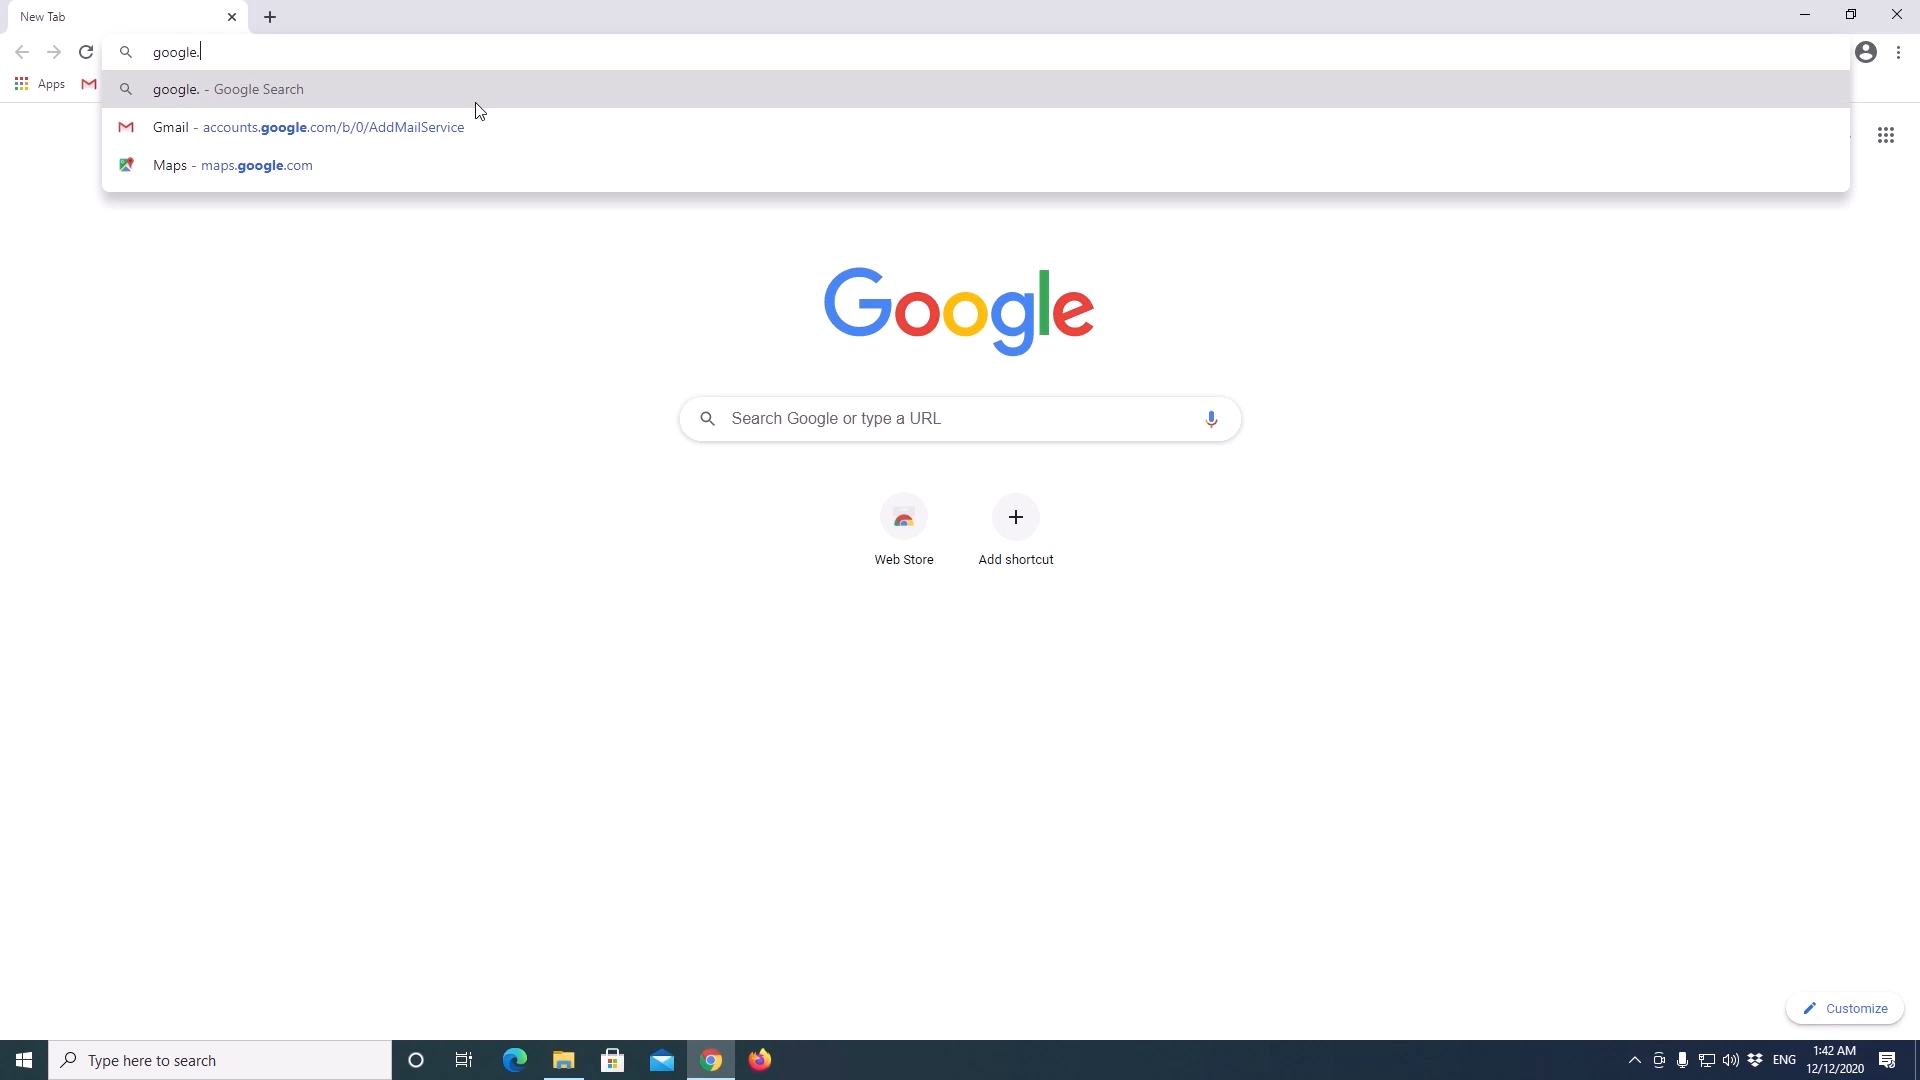 New Tab
google.
google. - Google Search
Apps
Gmail - accounts.google.com/b/0/AddMailService
Maps - maps.google.com
Google
Search Google or type a URL
Web Store
Add shortcut
Customize
Type here to search
ENG
1:42 AM
12/12/2020